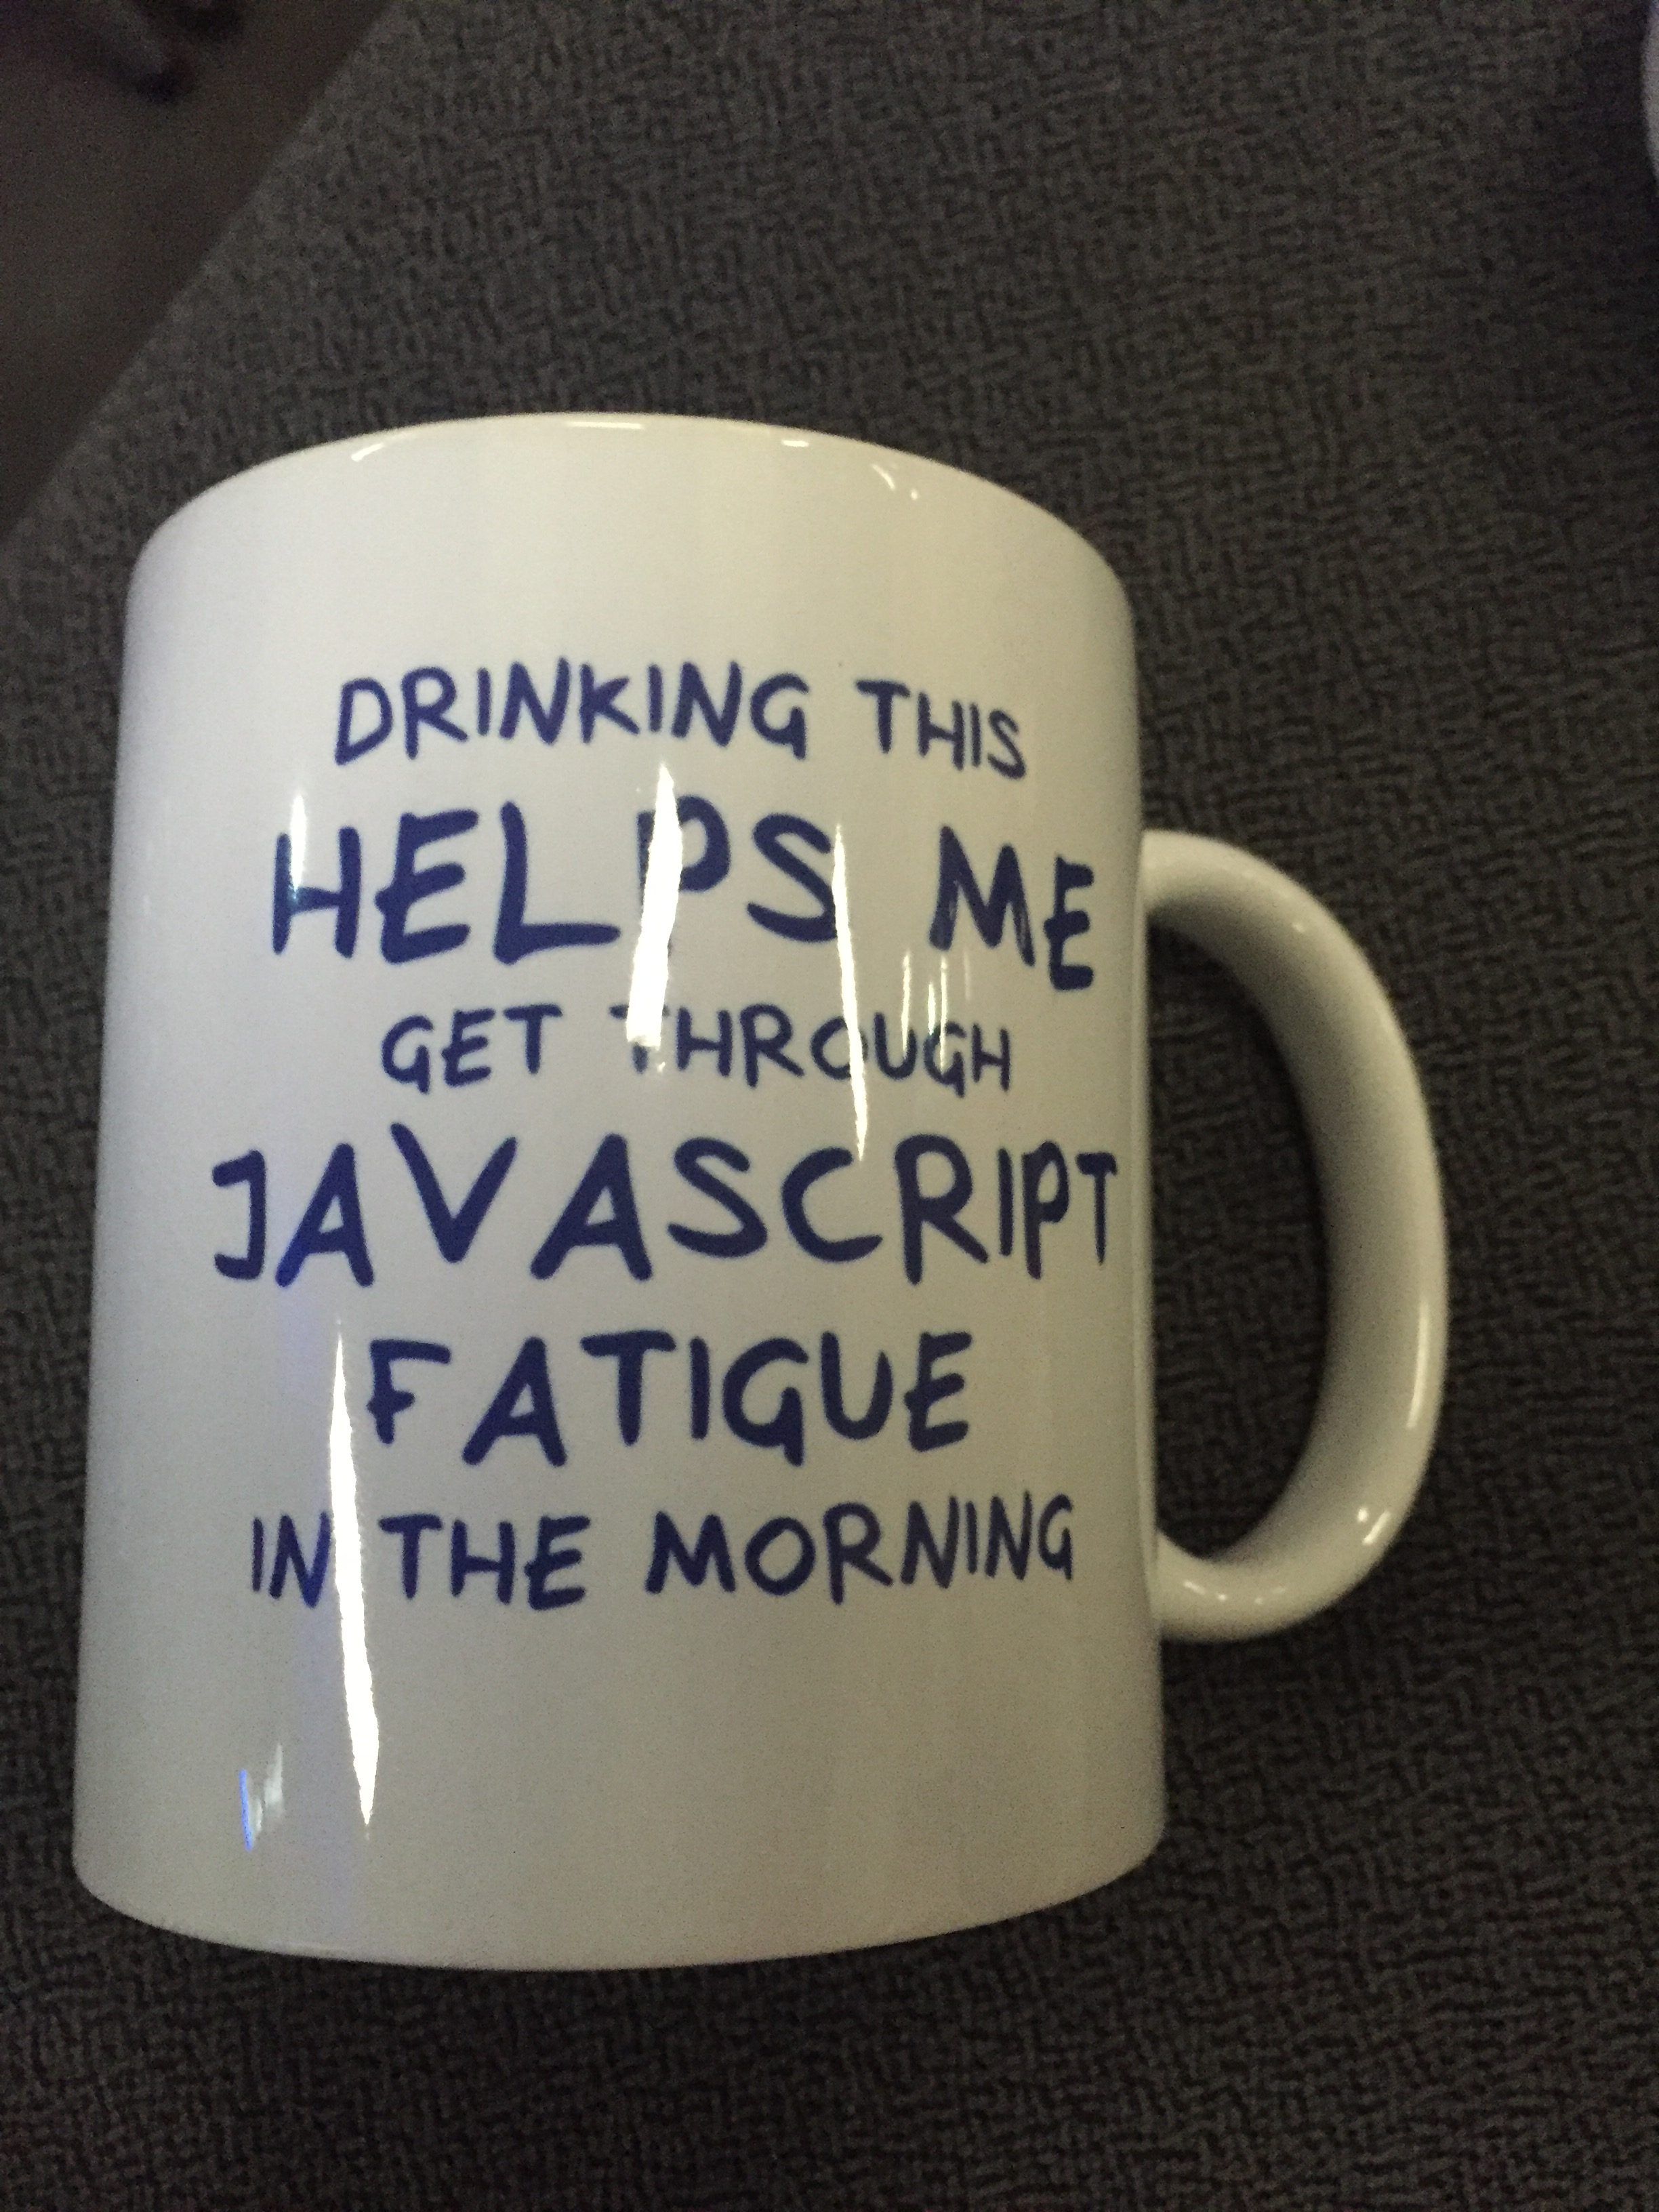 DRINKING THIS
HELPS ME
GET THROUGH
JAVASCRIPT
FATIGUE
IN THE MORNING